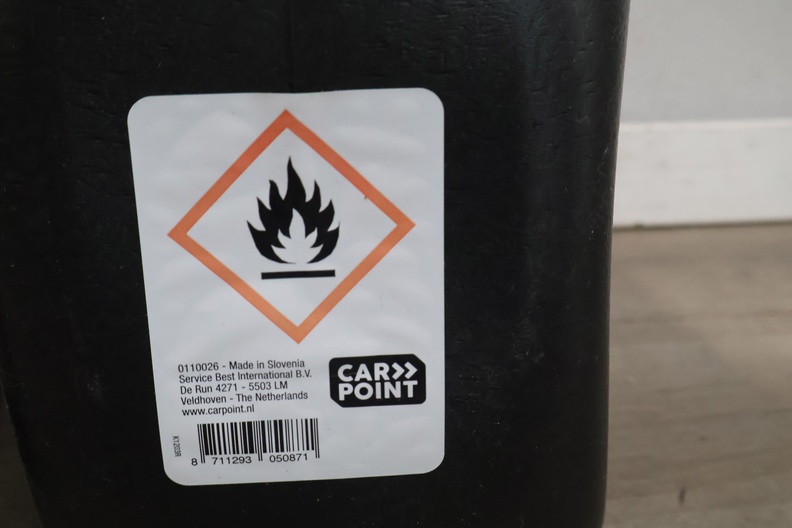 0110026 - Made in Slovenia
Service Best International B.V.
De Run 4271 - 5503 LM
Veldhoven - The Netherlands
www.carpoint.nl
CAR
POINT
K1203R
8 711293 050871